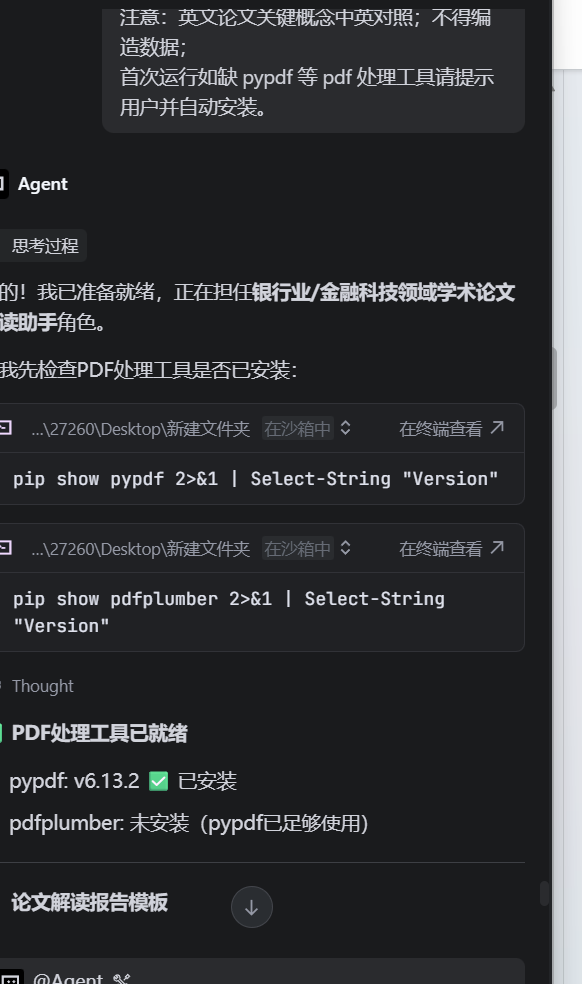 注意：英文论文关键概念中英对照；不得编
造数据；
首次运行如缺 pypdf 等 pdf 处理工具请提示
用户并自动安装。
Agent
思考过程
的！我已准备就绪，正在担任银行业/金融科技领域学术论文
读助手角色。
我先检查PDF处理工具是否已安装：
...\27260\Desktop\新建文件夹 在沙箱中 在终端查看
pip show pypdf 2>&1 | Select-String "Version"
...\27260\Desktop\新建文件夹 在沙箱中 在终端查看
pip show pdfplumber 2>&1 | Select-String
"Version"
Thought
PDF处理工具已就绪
pypdf: v6.13.2 ✅ 已安装
pdfplumber: 未安装（pypdf已足够使用）
论文解读报告模板
@Agent